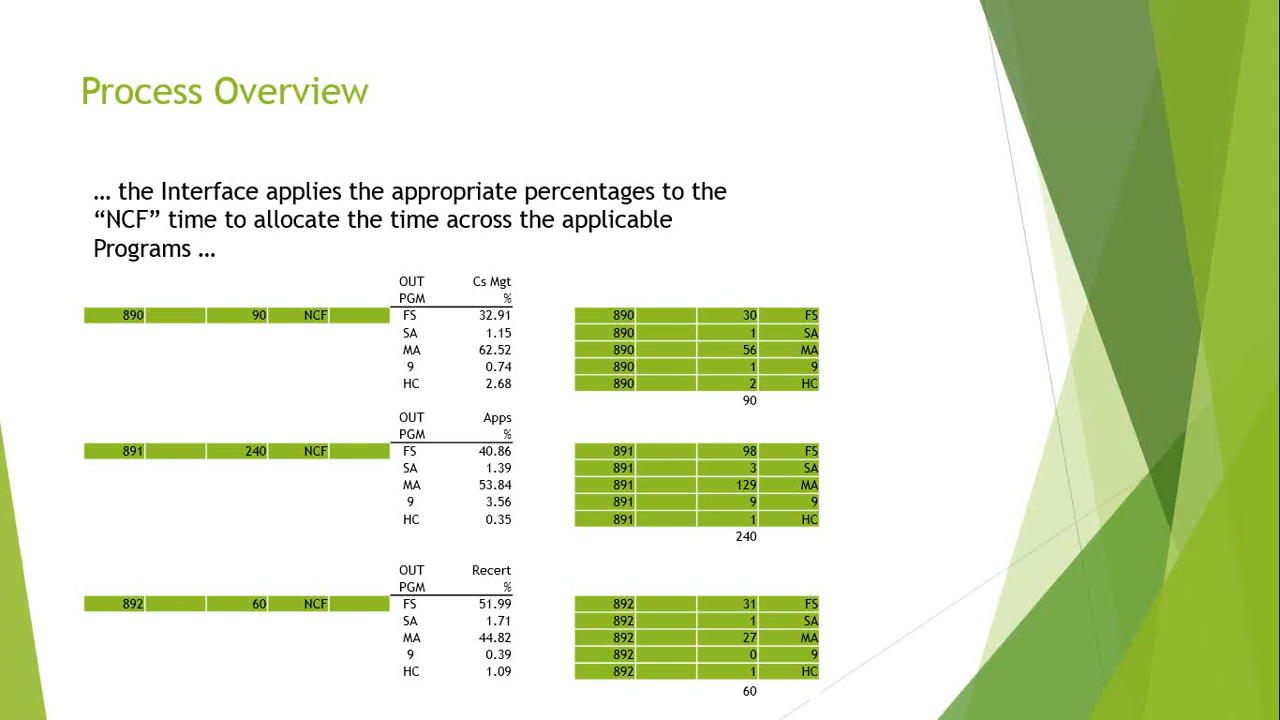 Process Overview
… the Interface applies the appropriate percentages to the
“NCF” time to allocate the time across the applicable
Programs …
OUT Cs Mgt
PGM %
890 90 NCF FS 32.91 890 30 FS
SA 1.15 890 1 SA
MA 62.52 890 56 MA
9 0.74 890 1 9
HC 2.68 890 2 HC
90
OUT Apps
PGM %
891 240 NCF FS 40.86 891 98 FS
SA 1.39 891 3 SA
MA 53.84 891 129 MA
9 3.56 891 9 9
HC 0.35 891 1 HC
240
OUT Recert
PGM %
892 60 NCF FS 51.99 892 31 FS
SA 1.71 892 1 SA
MA 44.82 892 27 MA
9 0.39 892 0 9
HC 1.09 892 1 HC
60